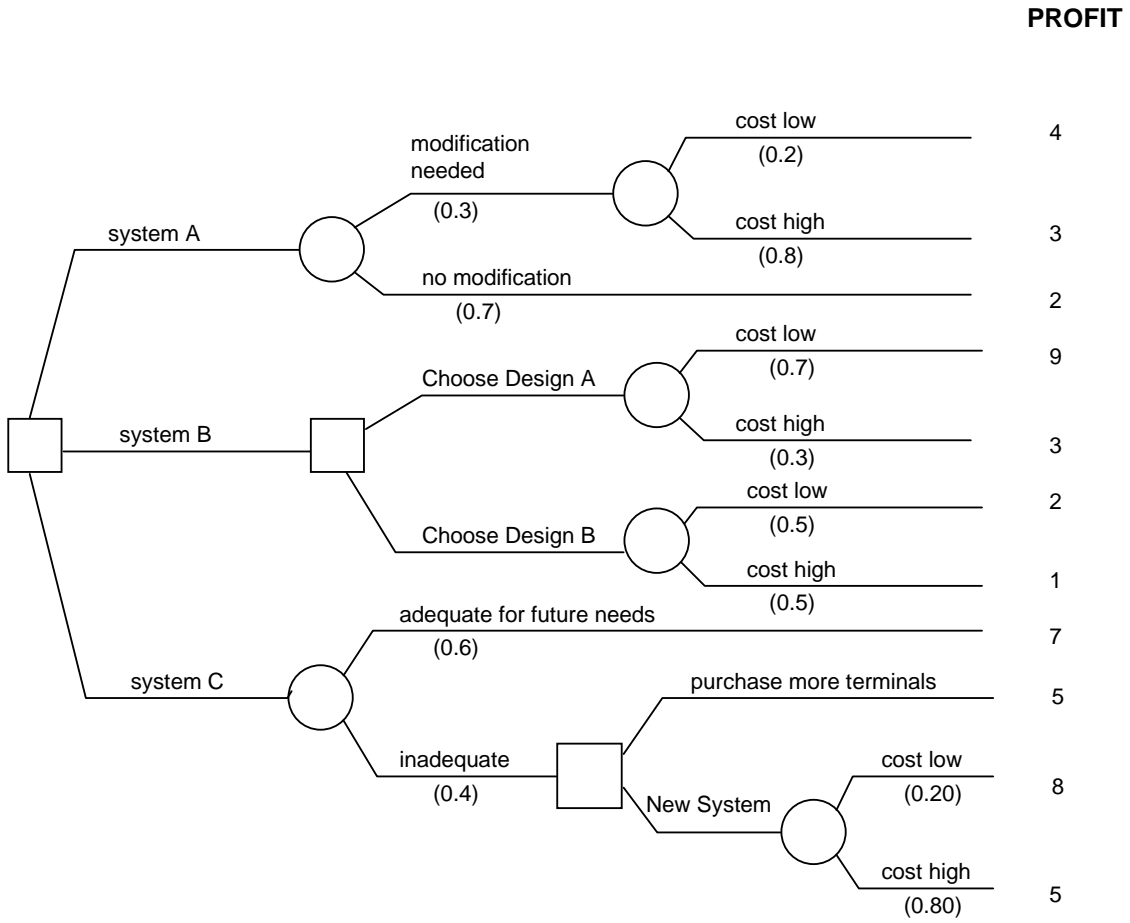 PROFIT
cost low
4
(0.2)
modification
needed
(0.3)
cost high
3
(0.8)
system A
no modification
2
(0.7)
cost low
9
(0.7)
Choose Design A
cost high
3
(0.3)
system B
cost low
2
(0.5)
Choose Design B
cost high
1
(0.5)
adequate for future needs
7
(0.6)
system C
purchase more terminals
5
inadequate
(0.4)
cost low
8
(0.20)
New System
cost high
5
(0.80)